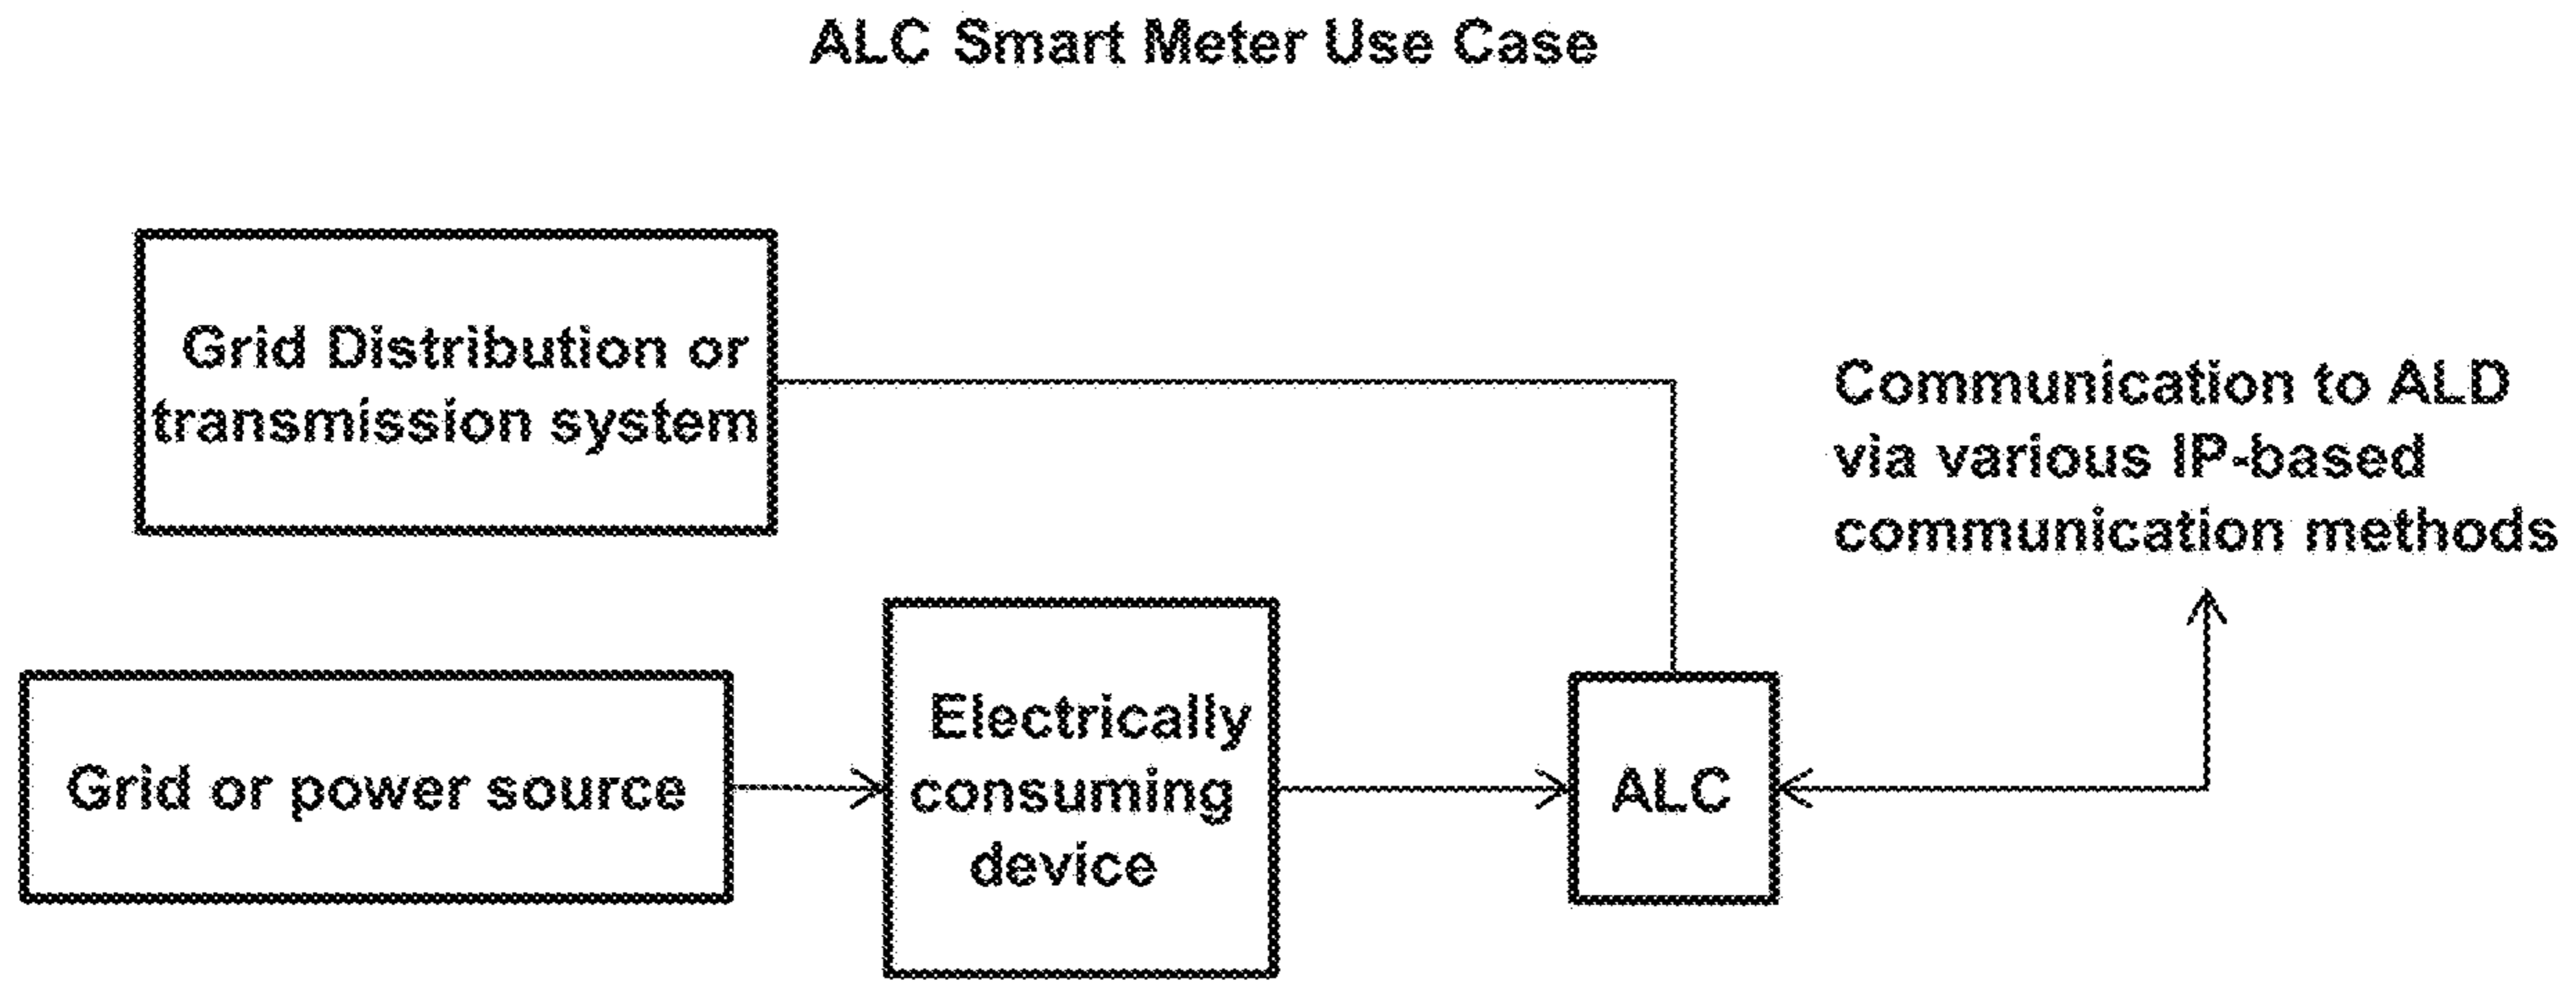 ALC Smart Meter Use Case
Grid Distribution or
transmission system
Communication to ALD
via various IP-based
communication methods
Grid or power source
Electrically
consuming
device
ALC